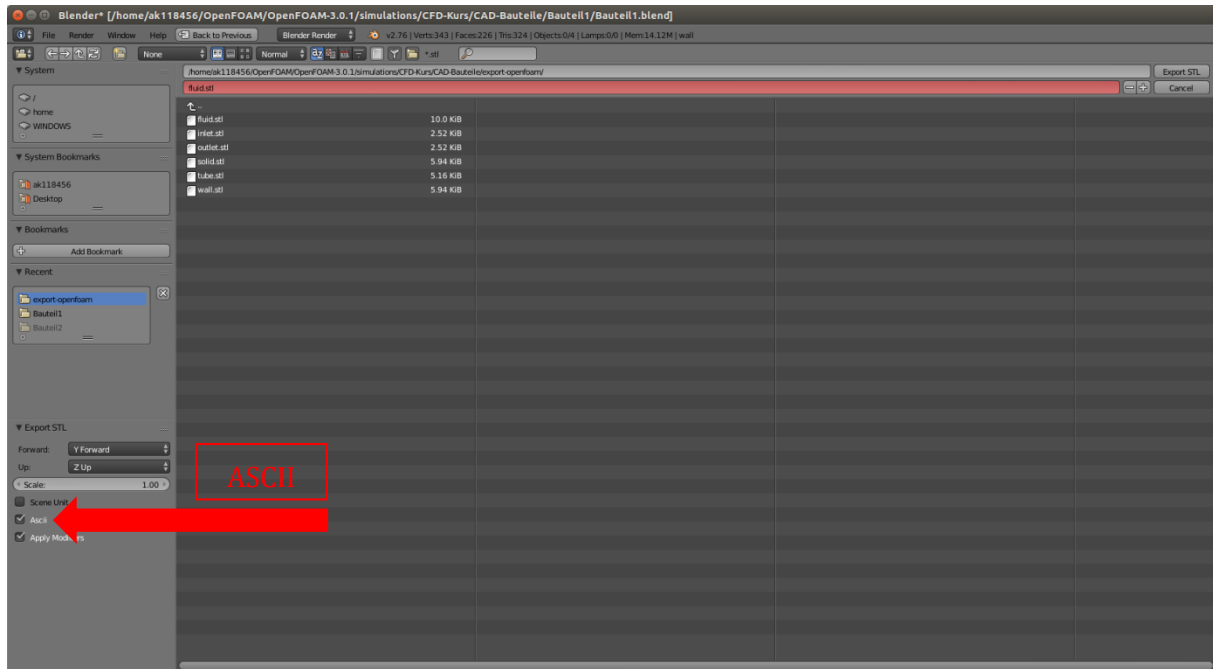 Blender* [/home/ak118456/OpenFOAM/OpenFOAM-3.0.1/simulations/CFD-Kurs/CAD-Bauteile/Bauteil1/Bauteil1.blend]
File Render Window Help Back to Previous Blender Render v2.76 | Verts:343 | Faces:226 | Tris:324 | Objects:0/4 | Lamps:0/0 | Mem:14.12M | wall
None Normal *.stl
System
/home/ak118456/OpenFOAM/OpenFOAM-3.0.1/simulations/CFD-Kurs/CAD-Bauteile/export-openfoam/ Export STL
fluid.stl Cancel
/
home
WINDOWS
..
fluid.stl 10.0 KiB
inlet.stl 2.52 KiB
outlet.stl 2.52 KiB
solid.stl 5.94 KiB
tube.stl 5.16 KiB
wall.stl 5.94 KiB
System Bookmarks
ak118456
Desktop
Bookmarks
Add Bookmark
Recent
export-openfoam
Bauteil1
Bauteil2
Export STL
Forward: Y Forward
Up: Z Up
Scale: 1.00
Scene Unit
Ascii
Apply Modifiers
ASCII